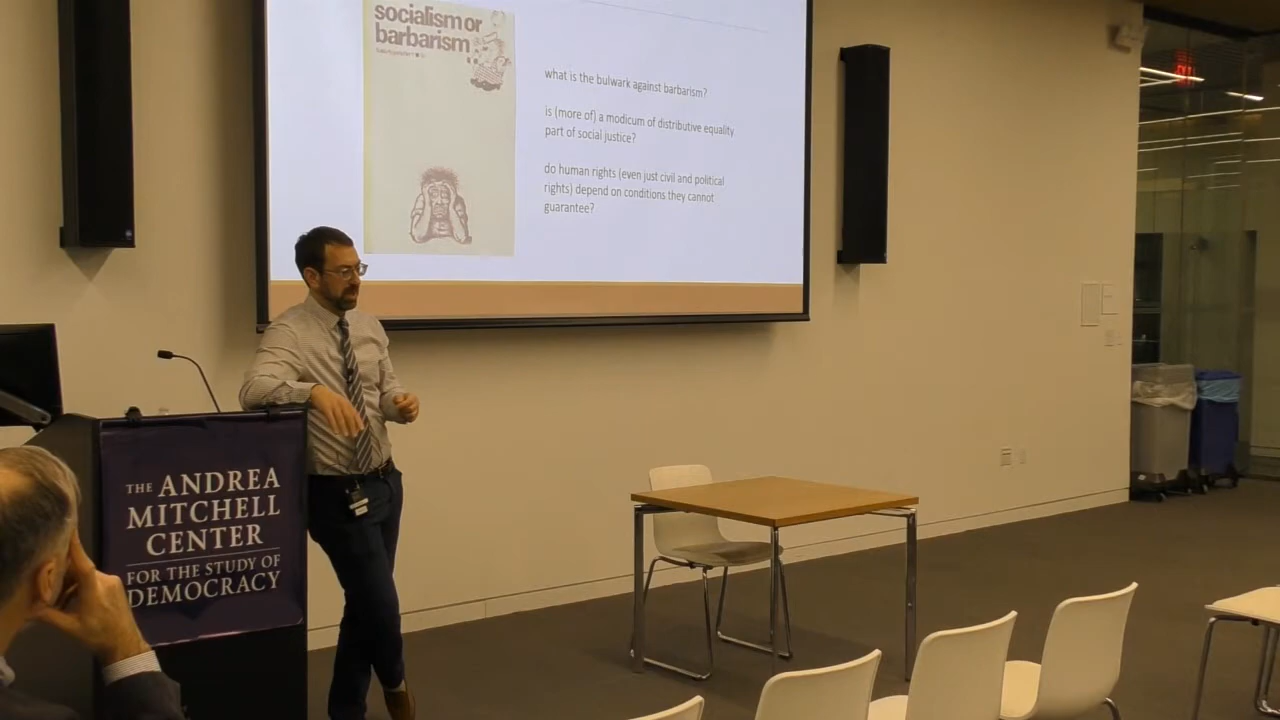 socialism or
barbarism
what is the bulwark against barbarism?
is (more of) a modicum of distributive equality
part of social justice?
do human rights (even just civil and political
rights) depend on conditions they cannot
guarantee?
THE ANDREA
MITCHELL
CENTER
FOR THE STUDY OF
DEMOCRACY
EXIT